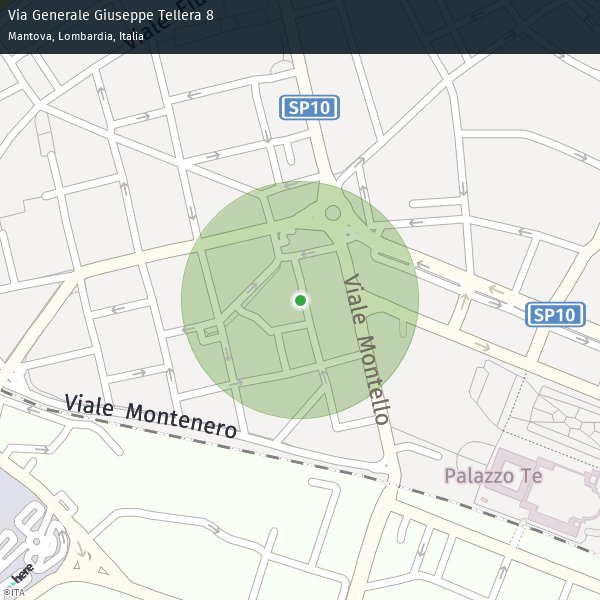 Via Generale Giuseppe Tellera 8
Mantova, Lombardia, Italia
SP10
SP10
Viale Montello
Viale Montenero
Palazzo Te
here
©ITA